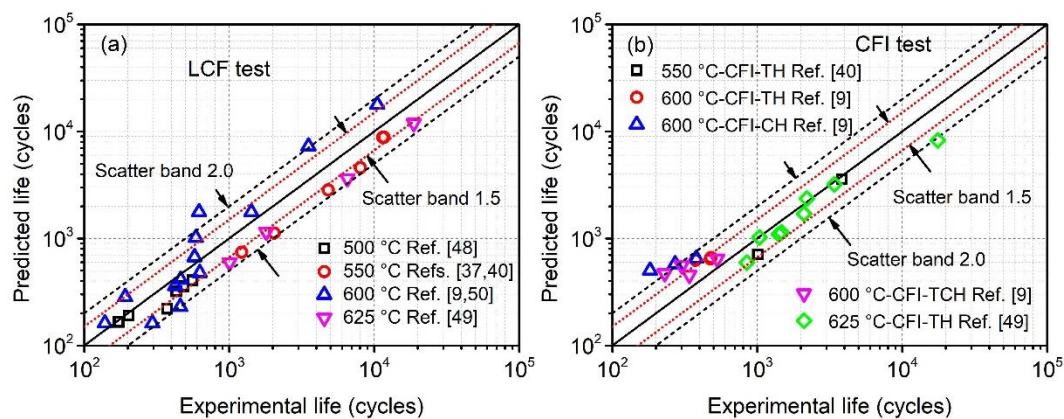 (a)
LCF test
Scatter band 2.0
Scatter band 1.5
500 °C Ref. [48]
550 °C Refs. [37,40]
600 °C Ref. [9,50]
625 °C Ref. [49]
10^5
10^4
10^3
10^2
Predicted life (cycles)
10^2 10^3 10^4 10^5
Experimental life (cycles)
(b)
CFI test
550 °C-CFI-TH Ref. [40]
600 °C-CFI-TH Ref. [9]
600 °C-CFI-CH Ref. [9]
Scatter band 1.5
Scatter band 2.0
600 °C-CFI-TCH Ref. [9]
625 °C-CFI-TH Ref. [49]
10^5
10^4
10^3
10^2
Predicted life (cycles)
10^2 10^3 10^4 10^5
Experimental life (cycles)